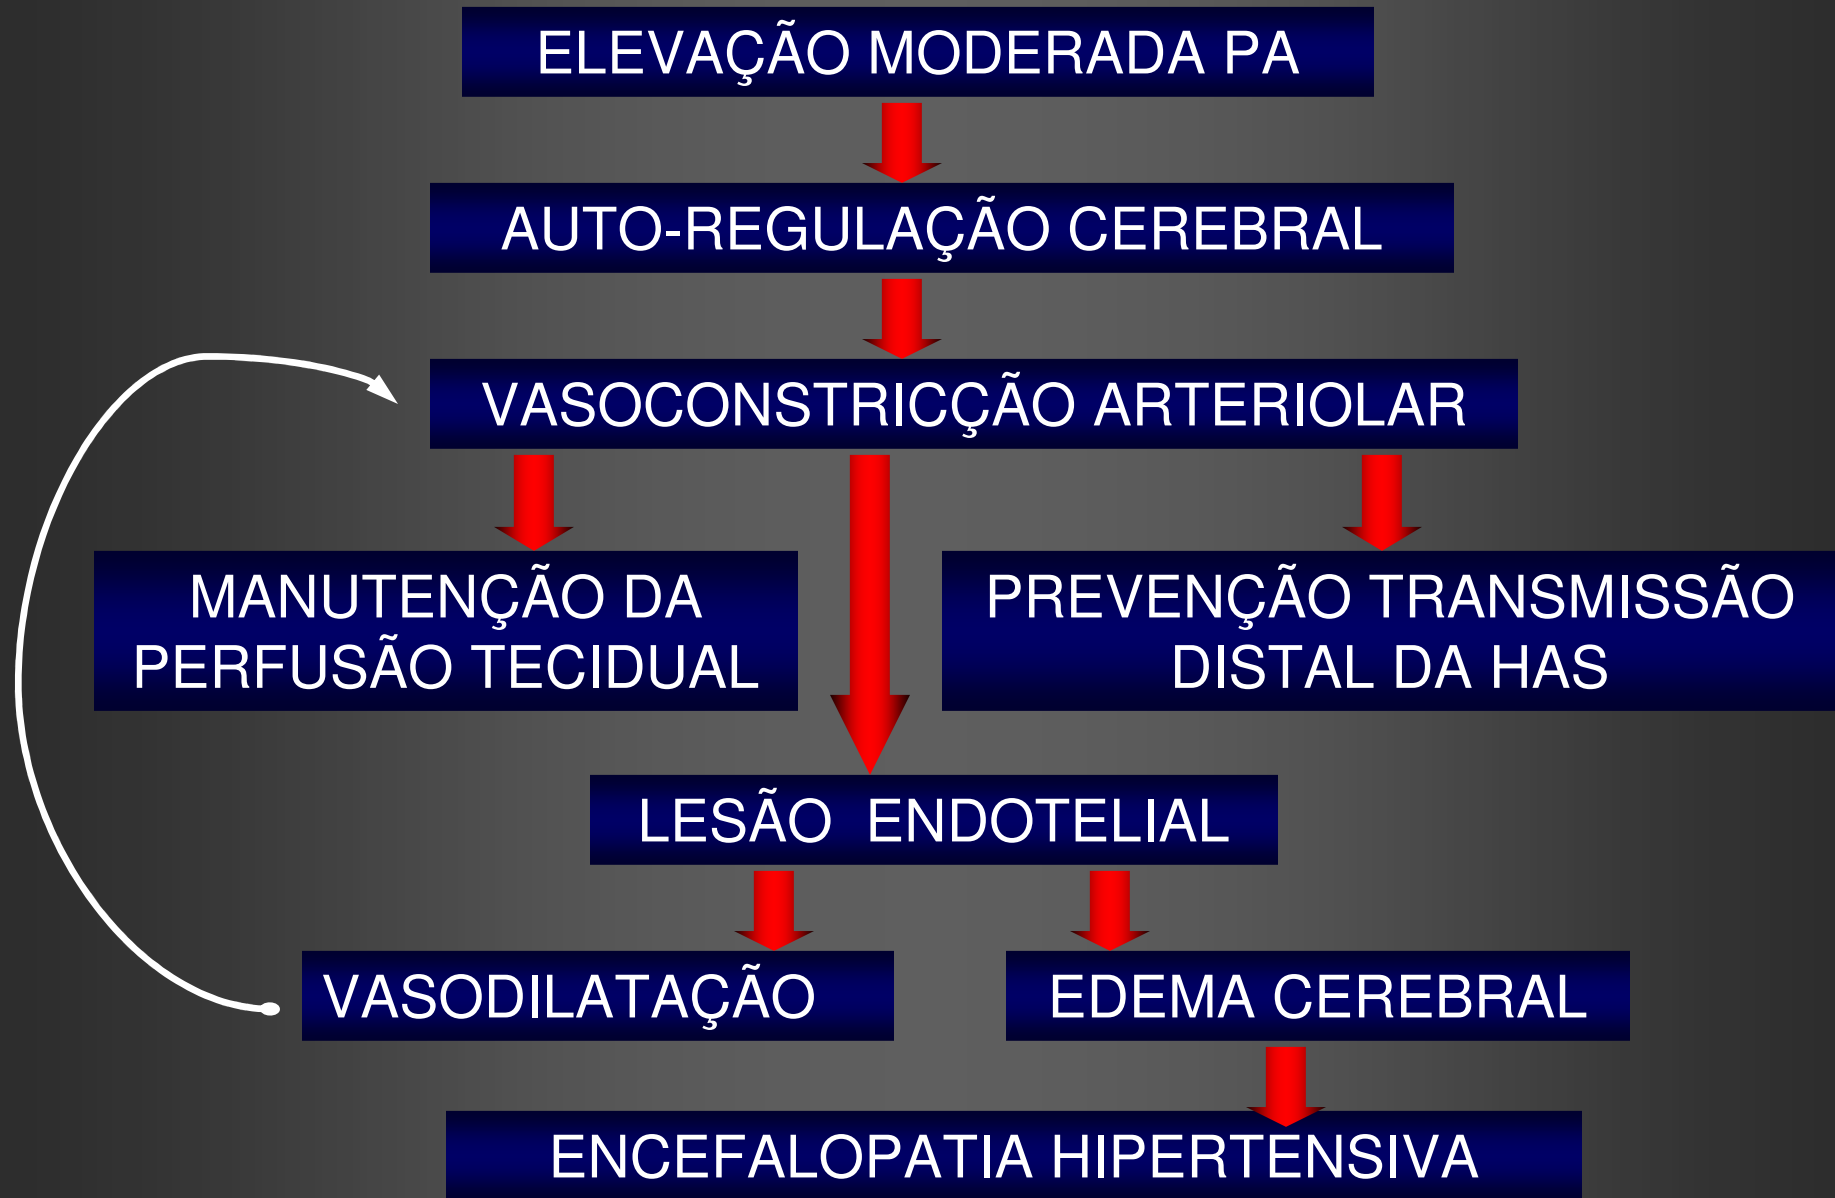 ELEVAÇÃO MODERADA PA
AUTO-REGULAÇÃO CEREBRAL
VASOCONSTRICÇÃO ARTERIOLAR
MANUTENÇÃO DA
PERFUSÃO TECIDUAL
PREVENÇÃO TRANSMISSÃO
DISTAL DA HAS
LESÃO ENDOTELIAL
VASODILATAÇÃO
EDEMA CEREBRAL
ENCEFALOPATIA HIPERTENSIVA